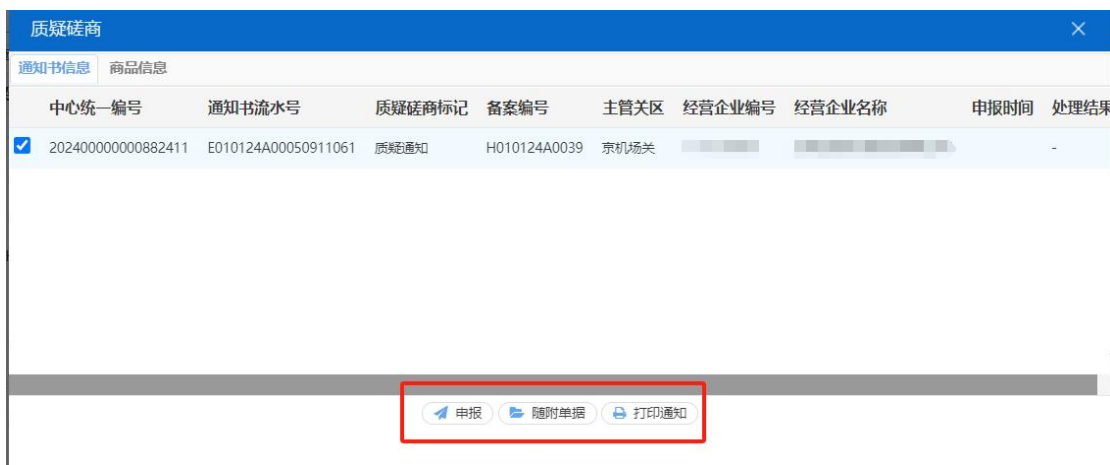 质疑磋商
通知书信息 商品信息
中心统一编号 通知书流水号 质疑磋商标记 备案编号 主管关区 经营企业编号 经营企业名称 申报时间 处理结果
202400000000882411 E010124A00050911061 质疑通知 H010124A0039 京机场关 -
申报 随附单据 打印通知